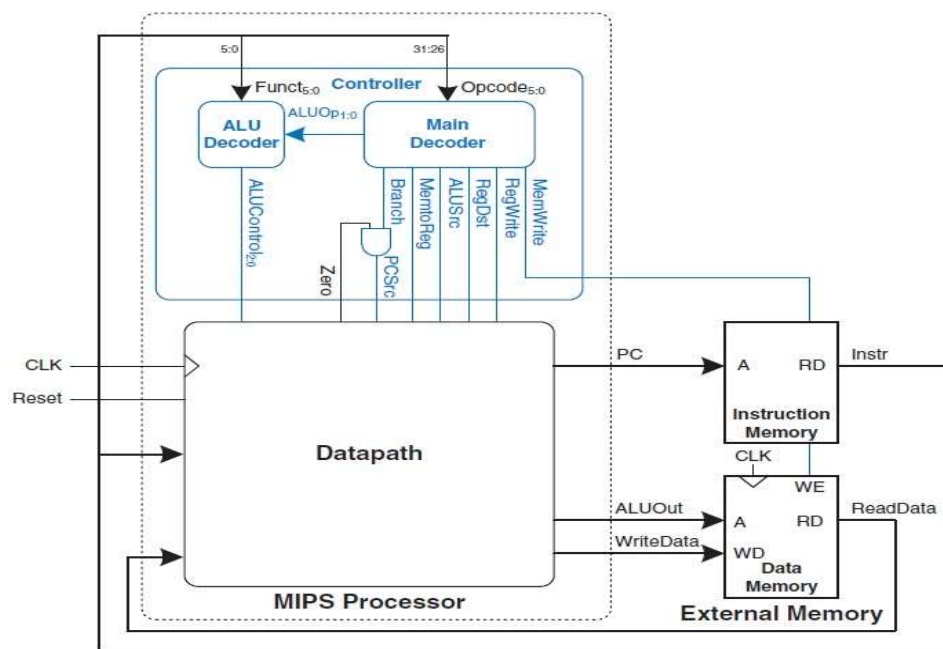 5:0
31:26
Controller
Funct5:0
Opcode5:0
ALU
Decoder
ALUOp1:0
Main
Decoder
ALUControl2:0
Branch
MemtoReg
ALUSrc
RegDst
RegWrite
MemWrite
Zero
PCSrc
CLK
Reset
Datapath
PC
A
RD
Instr
Instruction
Memory
CLK
WE
ALUOut
A
RD
ReadData
WriteData
WD
Data
Memory
MIPS Processor
External Memory